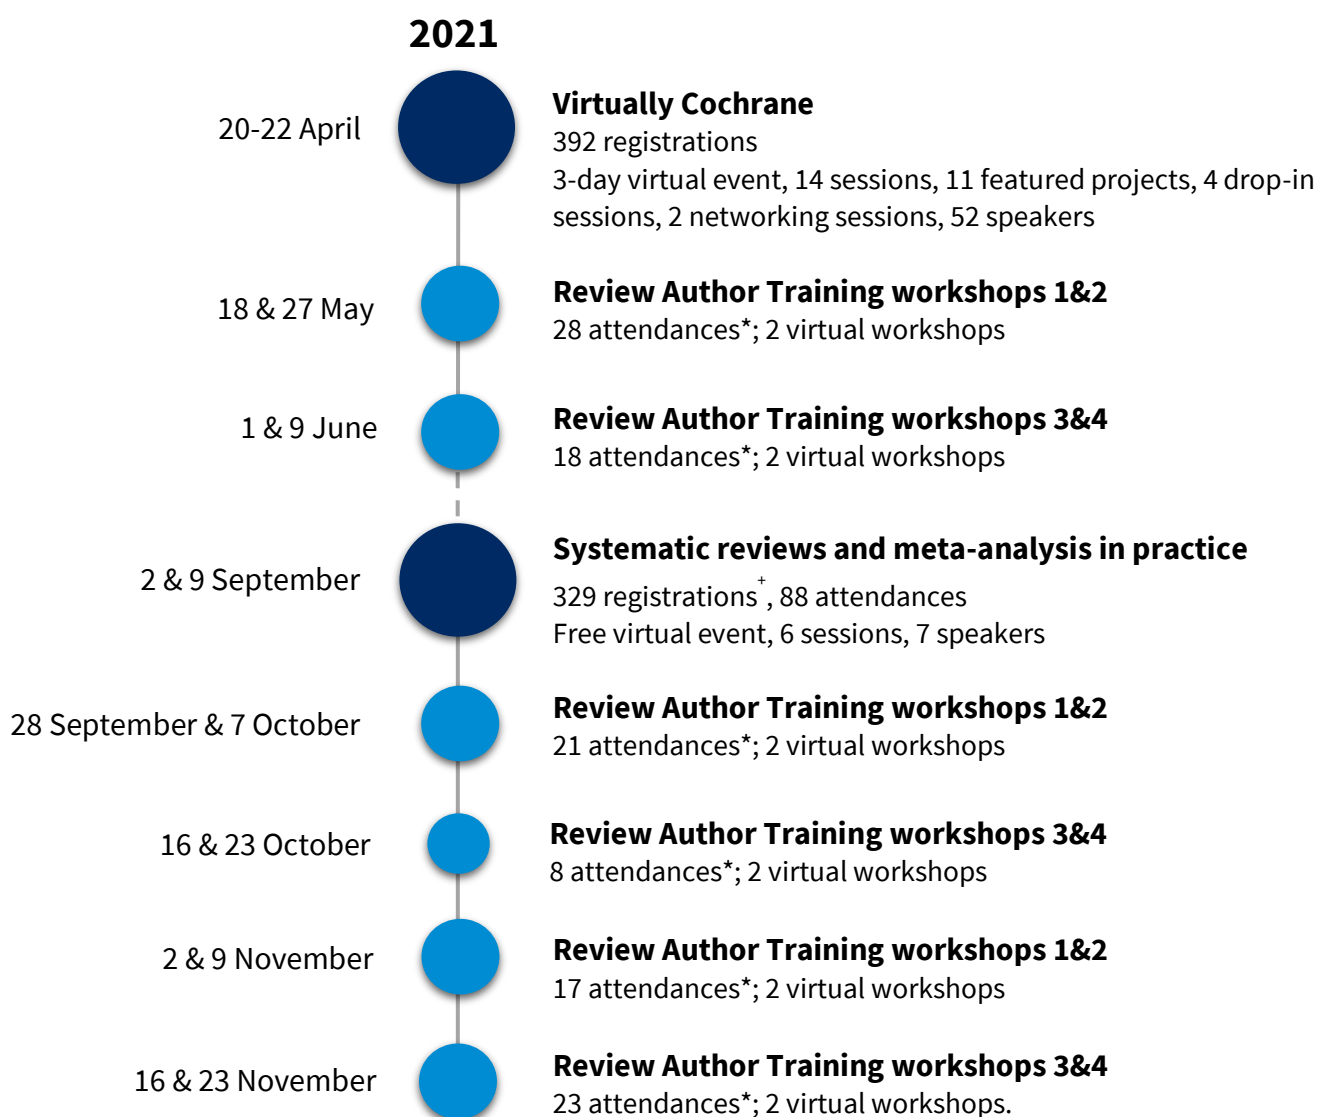 2021
20-22 April
Virtually Cochrane
392 registrations
3-day virtual event, 14 sessions, 11 featured projects, 4 drop-in
sessions, 2 networking sessions, 52 speakers
18 & 27 May
Review Author Training workshops 1&2
28 attendances*; 2 virtual workshops
1 & 9 June
Review Author Training workshops 3&4
18 attendances*; 2 virtual workshops
2 & 9 September
Systematic reviews and meta-analysis in practice
329 registrations+, 88 attendances
Free virtual event, 6 sessions, 7 speakers
28 September & 7 October
Review Author Training workshops 1&2
21 attendances*; 2 virtual workshops
16 & 23 October
Review Author Training workshops 3&4
8 attendances*; 2 virtual workshops
2 & 9 November
Review Author Training workshops 1&2
17 attendances*; 2 virtual workshops
16 & 23 November
Review Author Training workshops 3&4
23 attendances*; 2 virtual workshops.